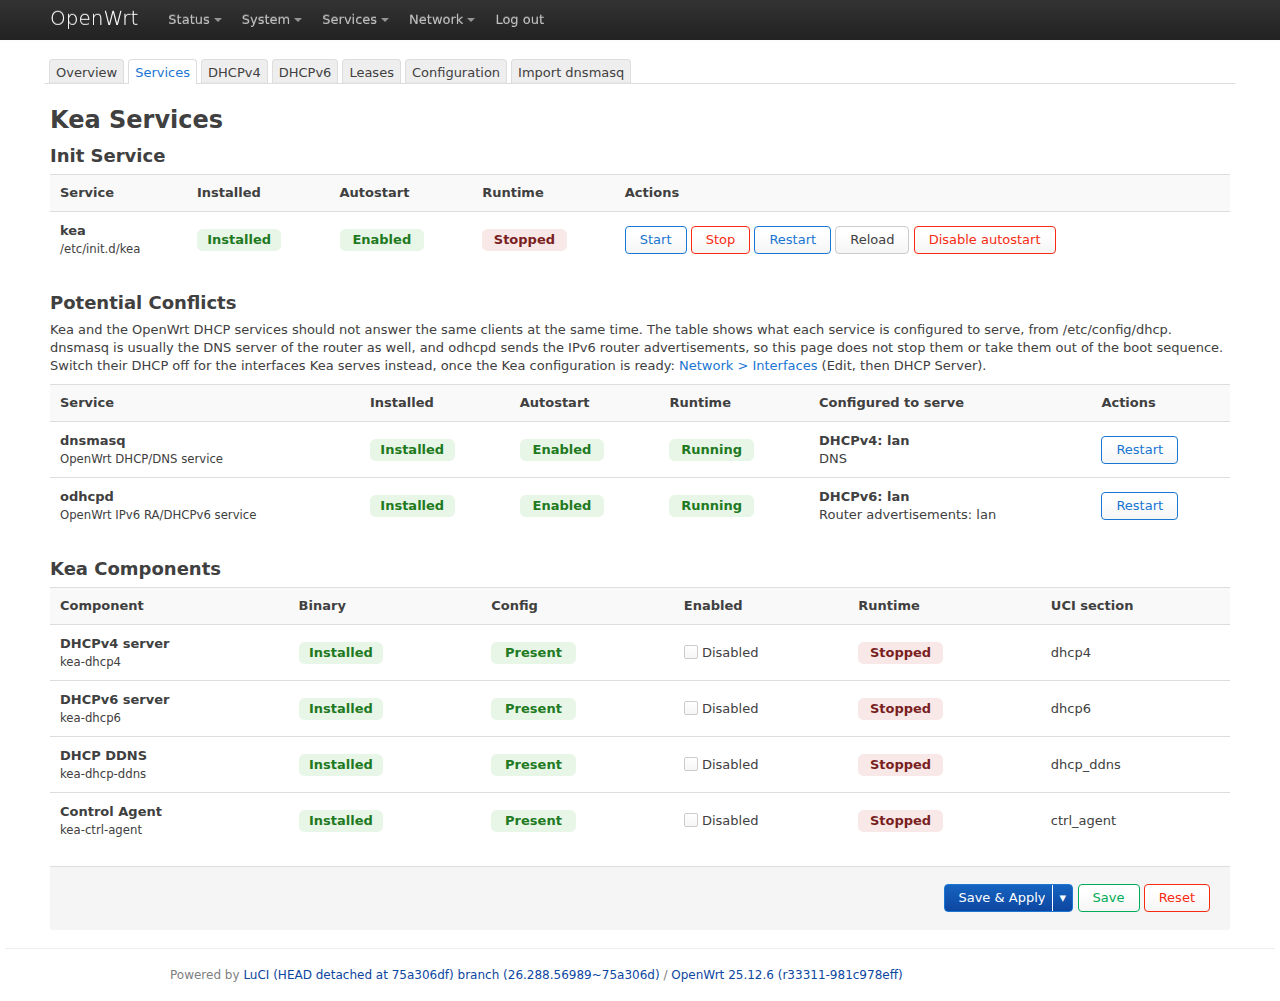 OpenWrt Status System Services Network Log out
Overview Services DHCPv4 DHCPv6 Leases Configuration Import dnsmasq
Kea Services
Init Service
Service Installed Autostart Runtime Actions
kea
/etc/init.d/kea
Installed Enabled Stopped Start Stop Restart Reload Disable autostart
Potential Conflicts
Kea and the OpenWrt DHCP services should not answer the same clients at the same time. The table shows what each service is configured to serve, from /etc/config/dhcp.
dnsmasq is usually the DNS server of the router as well, and odhcpd sends the IPv6 router advertisements, so this page does not stop them or take them out of the boot sequence.
Switch their DHCP off for the interfaces Kea serves instead, once the Kea configuration is ready: Network > Interfaces (Edit, then DHCP Server).
Service Installed Autostart Runtime Configured to serve Actions
dnsmasq
OpenWrt DHCP/DNS service
Installed Enabled Running
DHCPv4: lan
DNS
Restart
odhcpd
OpenWrt IPv6 RA/DHCPv6 service
Installed Enabled Running
DHCPv6: lan
Router advertisements: lan
Restart
Kea Components
Component Binary Config Enabled Runtime UCI section
DHCPv4 server
kea-dhcp4
Installed Present Disabled Stopped dhcp4
DHCPv6 server
kea-dhcp6
Installed Present Disabled Stopped dhcp6
DHCP DDNS
kea-dhcp-ddns
Installed Present Disabled Stopped dhcp_ddns
Control Agent
kea-ctrl-agent
Installed Present Disabled Stopped ctrl_agent
Save & Apply ▾ Save Reset
Powered by LuCI (HEAD detached at 75a306df) branch (26.288.56989~75a306d) / OpenWrt 25.12.6 (r33311-981c978eff)